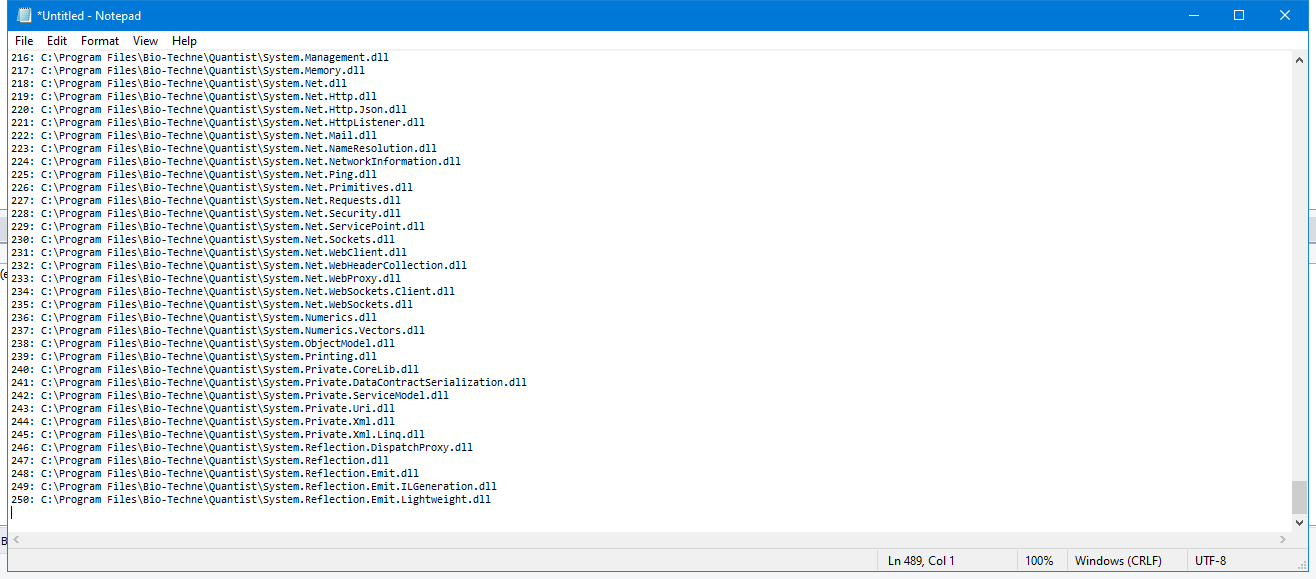 *Untitled - Notepad
File Edit Format View Help
216: C:\Program Files\Bio-Techne\Quantist\System.Management.dll
217: C:\Program Files\Bio-Techne\Quantist\System.Memory.dll
218: C:\Program Files\Bio-Techne\Quantist\System.Net.dll
219: C:\Program Files\Bio-Techne\Quantist\System.Net.Http.dll
220: C:\Program Files\Bio-Techne\Quantist\System.Net.Http.Json.dll
221: C:\Program Files\Bio-Techne\Quantist\System.Net.HttpListener.dll
222: C:\Program Files\Bio-Techne\Quantist\System.Net.Mail.dll
223: C:\Program Files\Bio-Techne\Quantist\System.Net.NameResolution.dll
224: C:\Program Files\Bio-Techne\Quantist\System.Net.NetworkInformation.dll
225: C:\Program Files\Bio-Techne\Quantist\System.Net.Ping.dll
226: C:\Program Files\Bio-Techne\Quantist\System.Net.Primitives.dll
227: C:\Program Files\Bio-Techne\Quantist\System.Net.Requests.dll
228: C:\Program Files\Bio-Techne\Quantist\System.Net.Security.dll
229: C:\Program Files\Bio-Techne\Quantist\System.Net.ServicePoint.dll
230: C:\Program Files\Bio-Techne\Quantist\System.Net.Sockets.dll
231: C:\Program Files\Bio-Techne\Quantist\System.Net.WebClient.dll
232: C:\Program Files\Bio-Techne\Quantist\System.Net.WebHeaderCollection.dll
233: C:\Program Files\Bio-Techne\Quantist\System.Net.WebProxy.dll
234: C:\Program Files\Bio-Techne\Quantist\System.Net.WebSockets.Client.dll
235: C:\Program Files\Bio-Techne\Quantist\System.Net.WebSockets.dll
236: C:\Program Files\Bio-Techne\Quantist\System.Numerics.dll
237: C:\Program Files\Bio-Techne\Quantist\System.Numerics.Vectors.dll
238: C:\Program Files\Bio-Techne\Quantist\System.ObjectModel.dll
239: C:\Program Files\Bio-Techne\Quantist\System.Printing.dll
240: C:\Program Files\Bio-Techne\Quantist\System.Private.CoreLib.dll
241: C:\Program Files\Bio-Techne\Quantist\System.Private.DataContractSerialization.dll
242: C:\Program Files\Bio-Techne\Quantist\System.Private.ServiceModel.dll
243: C:\Program Files\Bio-Techne\Quantist\System.Private.Uri.dll
244: C:\Program Files\Bio-Techne\Quantist\System.Private.Xml.dll
245: C:\Program Files\Bio-Techne\Quantist\System.Private.Xml.Linq.dll
246: C:\Program Files\Bio-Techne\Quantist\System.Reflection.DispatchProxy.dll
247: C:\Program Files\Bio-Techne\Quantist\System.Reflection.dll
248: C:\Program Files\Bio-Techne\Quantist\System.Reflection.Emit.dll
249: C:\Program Files\Bio-Techne\Quantist\System.Reflection.Emit.ILGeneration.dll
250: C:\Program Files\Bio-Techne\Quantist\System.Reflection.Emit.Lightweight.dll
Ln 489, Col 1 100% Windows (CRLF) UTF-8